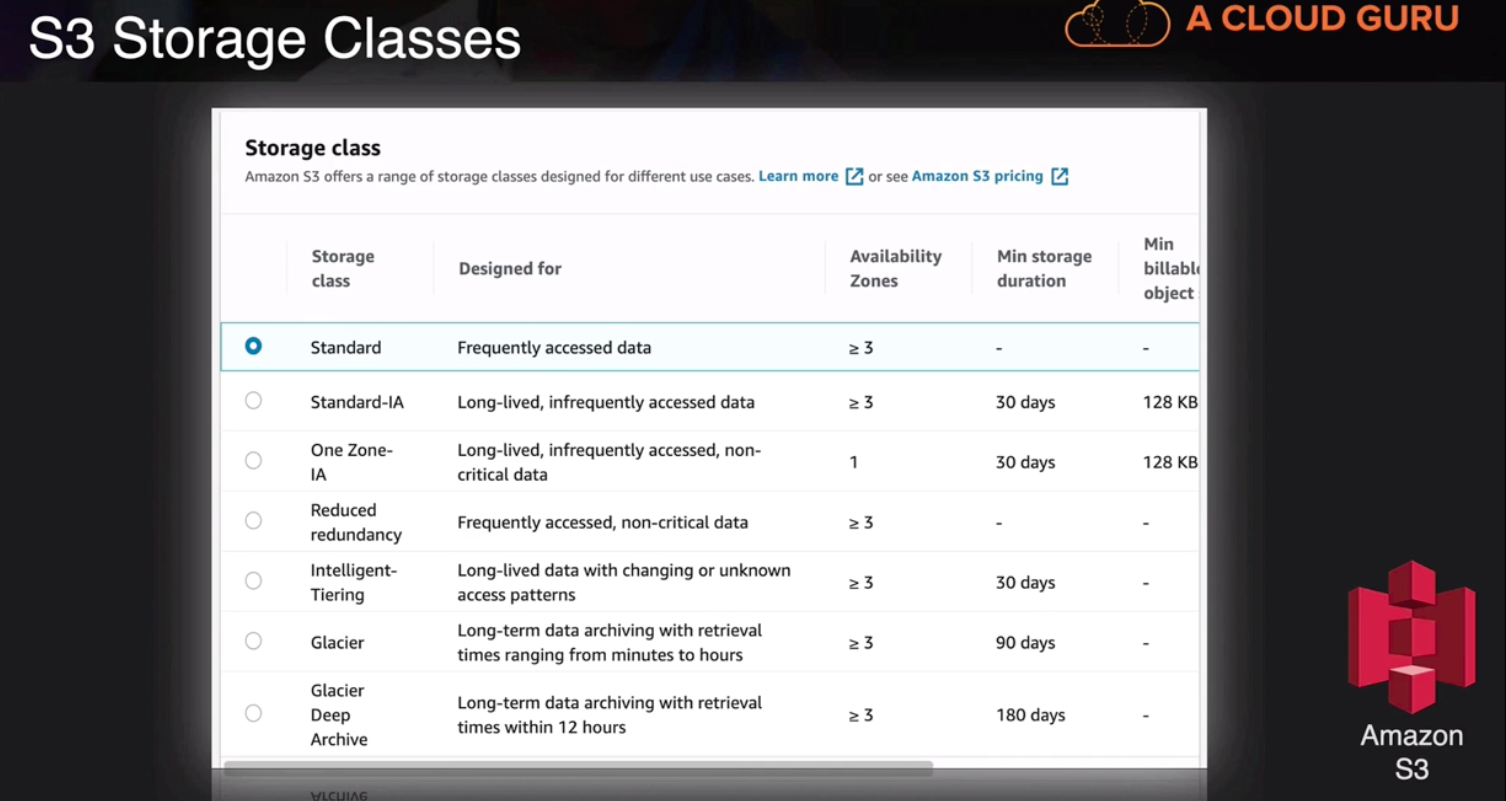 S3 Storage Classes
A CLOUD GURU
Storage class
Amazon S3 offers a range of storage classes designed for different use cases. Learn more or see Amazon S3 pricing
Storage class
Designed for
Availability Zones
Min storage duration
Min
object
Standard
Frequently accessed data
≥ 3
-
-
Standard-IA
Long-lived, infrequently accessed data
≥ 3
30 days
128 KB
One Zone-
IA
Long-lived, infrequently accessed, non-
critical data
1
30 days
128 KB
Reduced
redundancy
Frequently accessed, non-critical data
≥ 3
-
-
Intelligent-
Tiering
Long-lived data with changing or unknown
access patterns
≥ 3
30 days
-
Glacier
Long-term data archiving with retrieval
times ranging from minutes to hours
≥ 3
90 days
-
Glacier
Deep
Archive
Long-term data archiving with retrieval
times within 12 hours
≥ 3
180 days
-
Amazon
S3